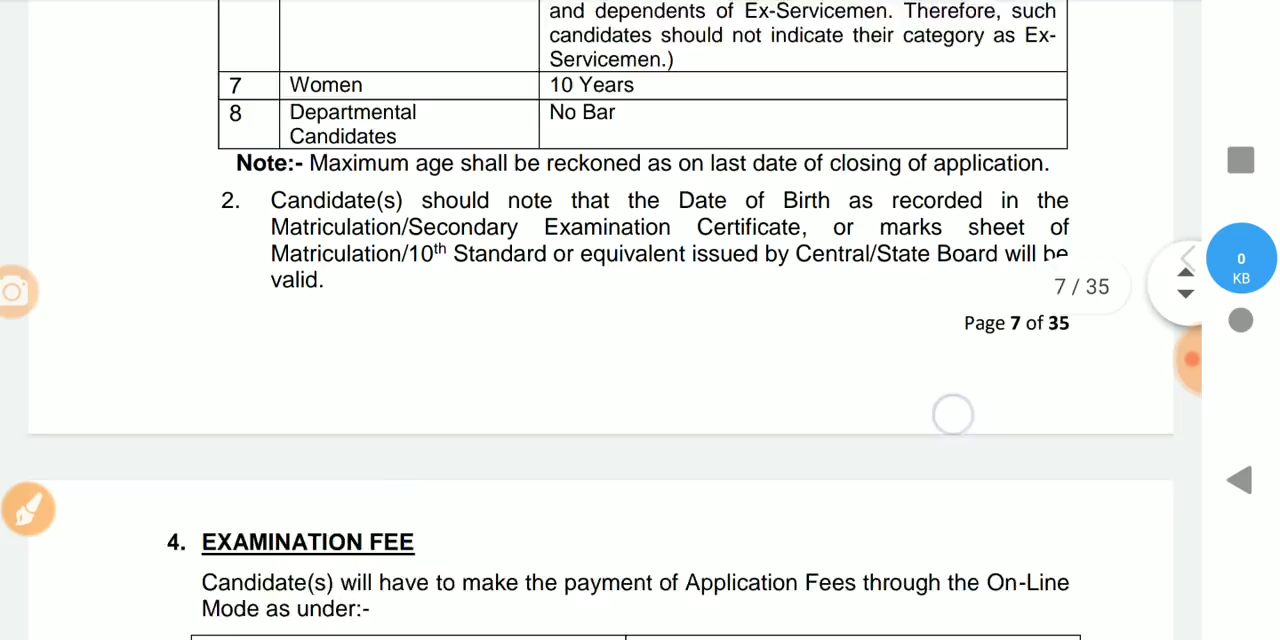 and dependents of Ex-Servicemen. Therefore, such
candidates should not indicate their category as Ex-
Servicemen.)
7 Women 10 Years
8 Departmental Candidates No Bar
Note:- Maximum age shall be reckoned as on last date of closing of application.
2. Candidate(s) should note that the Date of Birth as recorded in the
Matriculation/Secondary Examination Certificate, or marks sheet of
Matriculation/10th Standard or equivalent issued by Central/State Board will be
valid.
7 / 35
0
KB
Page 7 of 35
4. EXAMINATION FEE
Candidate(s) will have to make the payment of Application Fees through the On-Line
Mode as under:-